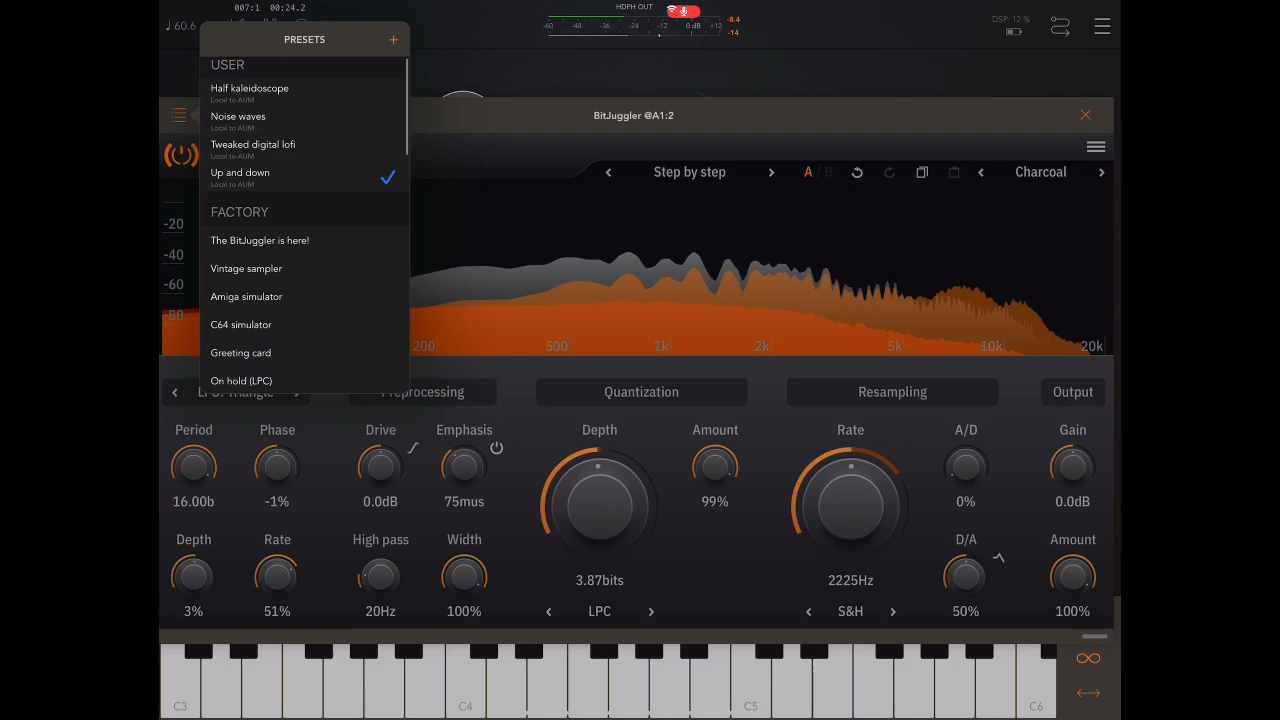 007:1 00:24.2
60.6
HDPH OUT
-60 -48 -36 -24 -12 0 dB +12
-8.4
-14
DSP: 12 %
PRESETS +
USER
Half kaleidoscope
Local to AUM
Noise waves
Local to AUM
Tweaked digital lofi
Local to AUM
Up and down
Local to AUM
FACTORY
The BitJuggler is here!
Vintage sampler
Amiga simulator
C64 simulator
Greeting card
On hold (LPC)
BitJuggler @A1:2
Step by step
A / B
Charcoal
-20
-40
-60
-80
200 500 1k 2k 5k 10k 20k
LFO: Triangle
Preprocessing
Quantization
Resampling
Output
Period Phase Drive Emphasis Depth Amount Rate A/D Gain
16.00b -1% 0.0dB 75mus 99% 0% 0.0dB
Depth Rate High pass Width D/A Amount
3.87bits 2225Hz
3% 51% 20Hz 100% LPC S&H 50% 100%
C3 C4 C5 C6